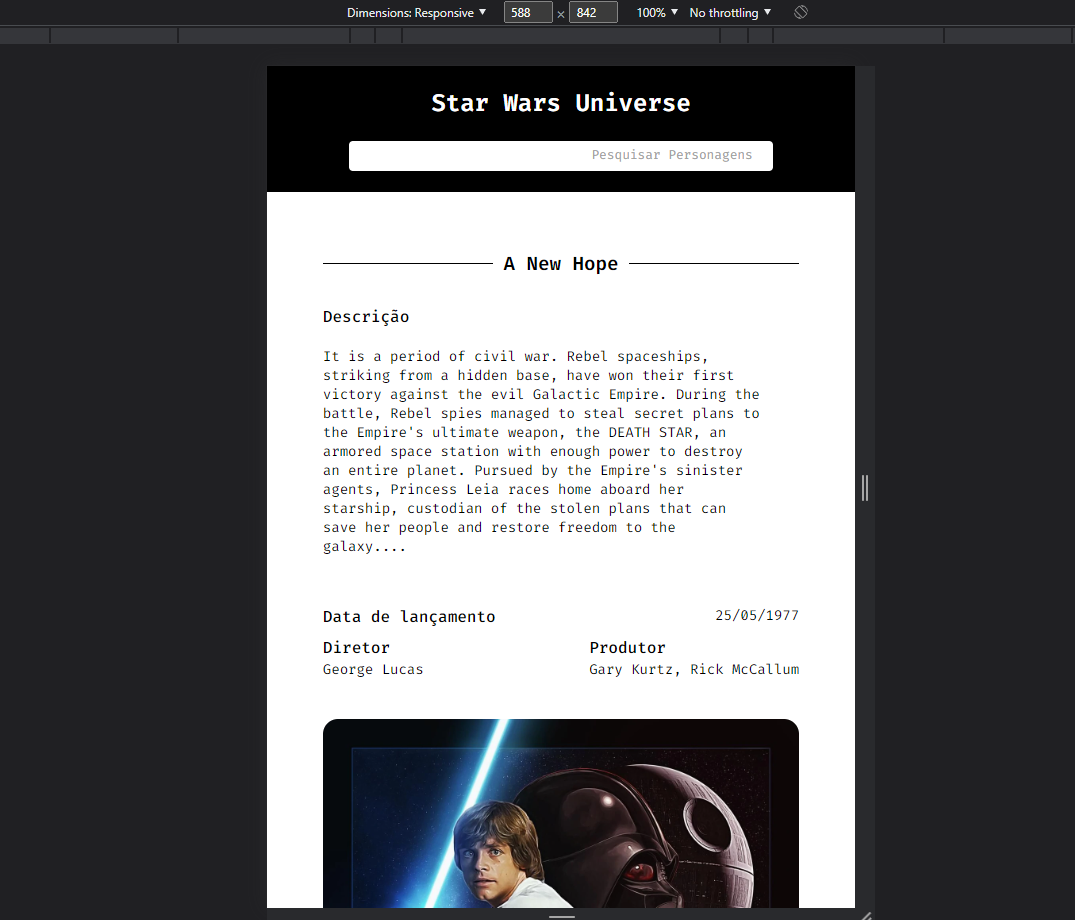 Dimensions: Responsive ▼ 588 × 842 100% ▼ No throttling ▼
Star Wars Universe
Pesquisar Personagens
A New Hope
Descrição
It is a period of civil war. Rebel spaceships,
striking from a hidden base, have won their first
victory against the evil Galactic Empire. During the
battle, Rebel spies managed to steal secret plans to
the Empire's ultimate weapon, the DEATH STAR, an
armored space station with enough power to destroy
an entire planet. Pursued by the Empire's sinister
agents, Princess Leia races home aboard her
starship, custodian of the stolen plans that can
save her people and restore freedom to the
galaxy....
Data de lançamento 25/05/1977
Diretor Produtor
George Lucas Gary Kurtz, Rick McCallum